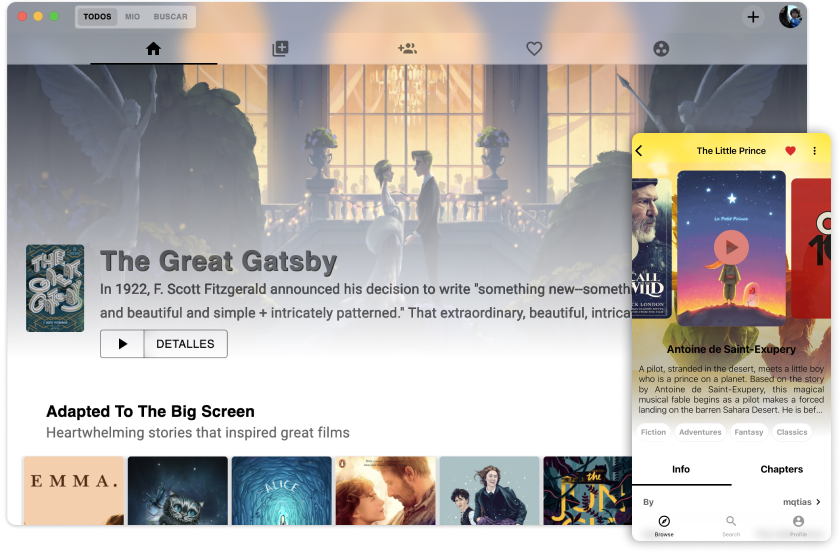 TODOS MIO BUSCAR
The Great Gatsby
In 1922, F. Scott Fitzgerald announced his decision to write "something new--someth
and beautiful and simple + intricately patterned." That extraordinary, beautiful, intrica
DETALLES
Adapted To The Big Screen
Heartwhelming stories that inspired great films
EMMA.
ALICE
the
The Little Prince
Le Petit Prince
CALL
WILD
JACK LONDON
Antoine de Saint-Exupery
A pilot, stranded in the desert, meets a little boy
who is a prince on a planet. Based on the story
by Antoine de Saint-Exupery, this magical
musical fable begins as a pilot makes a forced
landing on the barren Sahara Desert. He is bef...
Fiction Adventures Fantasy Classics
Info Chapters
By mqtias
Browse Search Profile